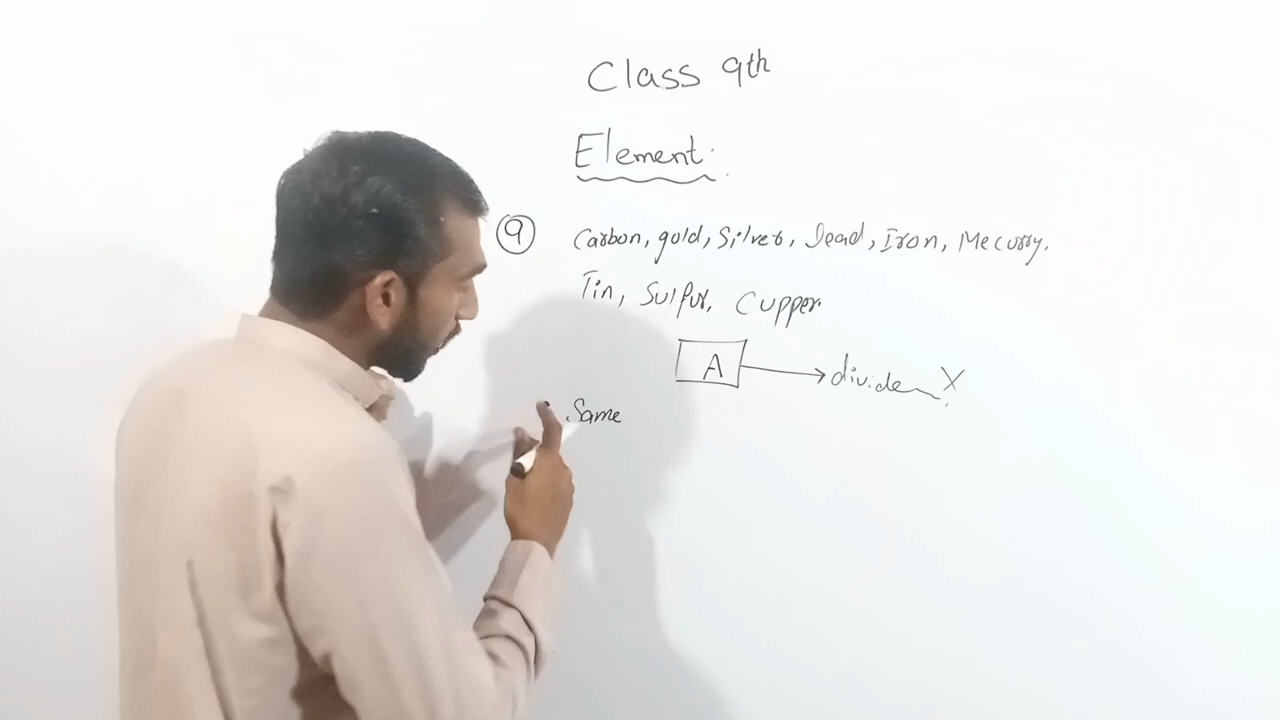 Class 9th
Element:
9 Carbon, gold, Silver, lead, Iron, Mecurry,
Tin, Sulfur, Cupper
A → divide X
Same